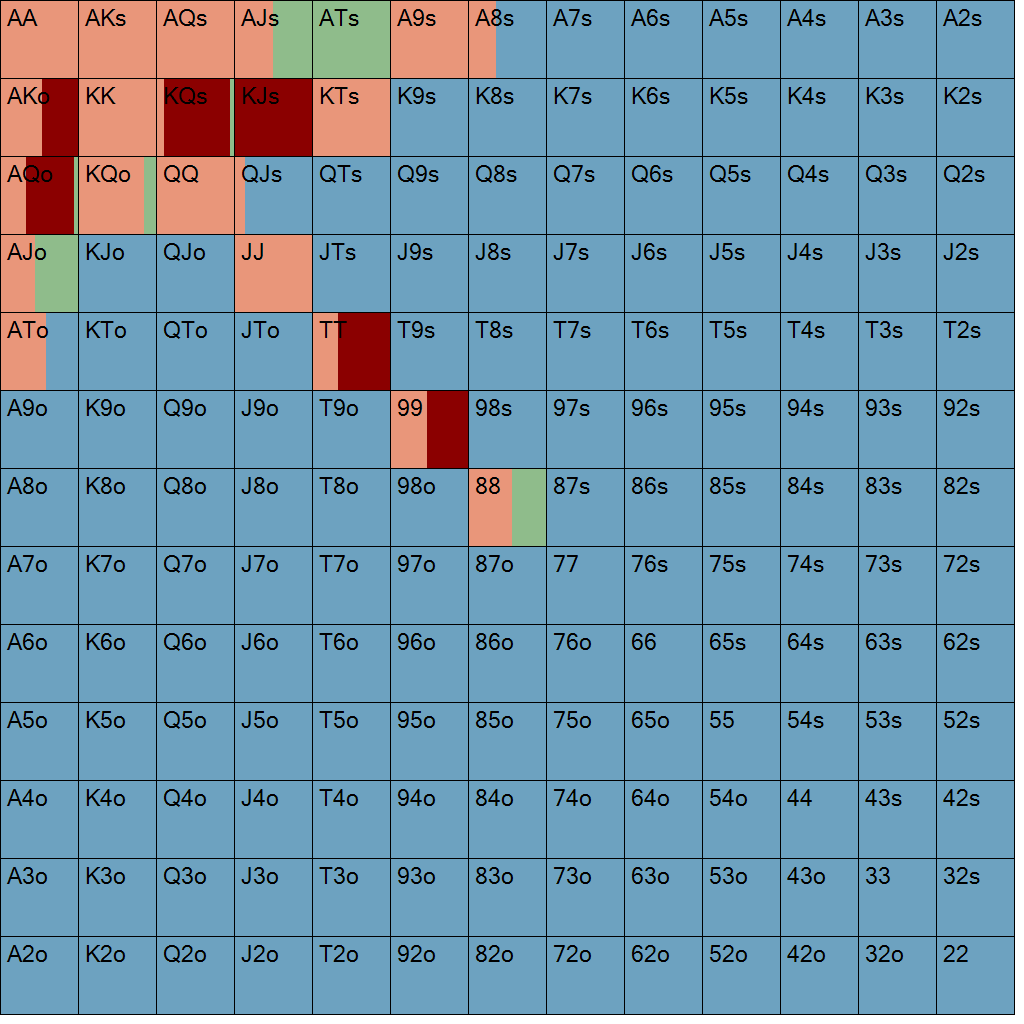 AA AKs AQs AJs ATs A9s A8s A7s A6s A5s A4s A3s A2s
AKo KK KQs KJs KTs K9s K8s K7s K6s K5s K4s K3s K2s
AQo KQo QQ QJs QTs Q9s Q8s Q7s Q6s Q5s Q4s Q3s Q2s
AJo KJo QJo JJ JTs J9s J8s J7s J6s J5s J4s J3s J2s
ATo KTo QTo JTo TT T9s T8s T7s T6s T5s T4s T3s T2s
A9o K9o Q9o J9o T9o 99 98s 97s 96s 95s 94s 93s 92s
A8o K8o Q8o J8o T8o 98o 88 87s 86s 85s 84s 83s 82s
A7o K7o Q7o J7o T7o 97o 87o 77 76s 75s 74s 73s 72s
A6o K6o Q6o J6o T6o 96o 86o 76o 66 65s 64s 63s 62s
A5o K5o Q5o J5o T5o 95o 85o 75o 65o 55 54s 53s 52s
A4o K4o Q4o J4o T4o 94o 84o 74o 64o 54o 44 43s 42s
A3o K3o Q3o J3o T3o 93o 83o 73o 63o 53o 43o 33 32s
A2o K2o Q2o J2o T2o 92o 82o 72o 62o 52o 42o 32o 22